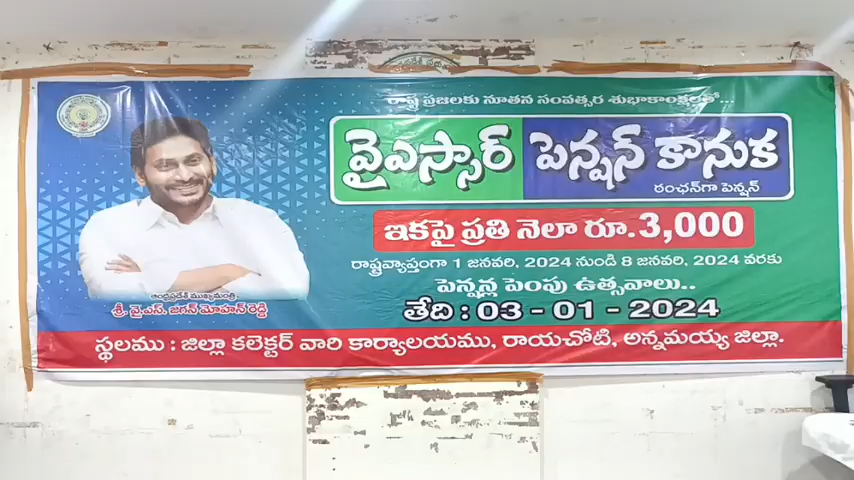 రాష్ట్ర ప్రజలకు నూతన సంవత్సర శుభాకాంక్షలతో...
వైఎస్సార్ పెన్షన్ కానుక
ఠంఛన్‌గా పెన్షన్
ఇకపై ప్రతి నెలా రూ.3,000
రాష్ట్రవ్యాప్తంగా 1 జనవరి, 2024 నుండి 8 జనవరి, 2024 వరకు
పెన్షన్ల పెంపు ఉత్సవాలు..
తేది : 03 - 01 - 2024
ఆంధ్రప్రదేశ్ ముఖ్యమంత్రి
శ్రీ వై.ఎస్. జగన్ మోహన్ రెడ్డి
స్థలము : జిల్లా కలెక్టర్ వారి కార్యాలయము, రాయచోటి, అన్నమయ్య జిల్లా.